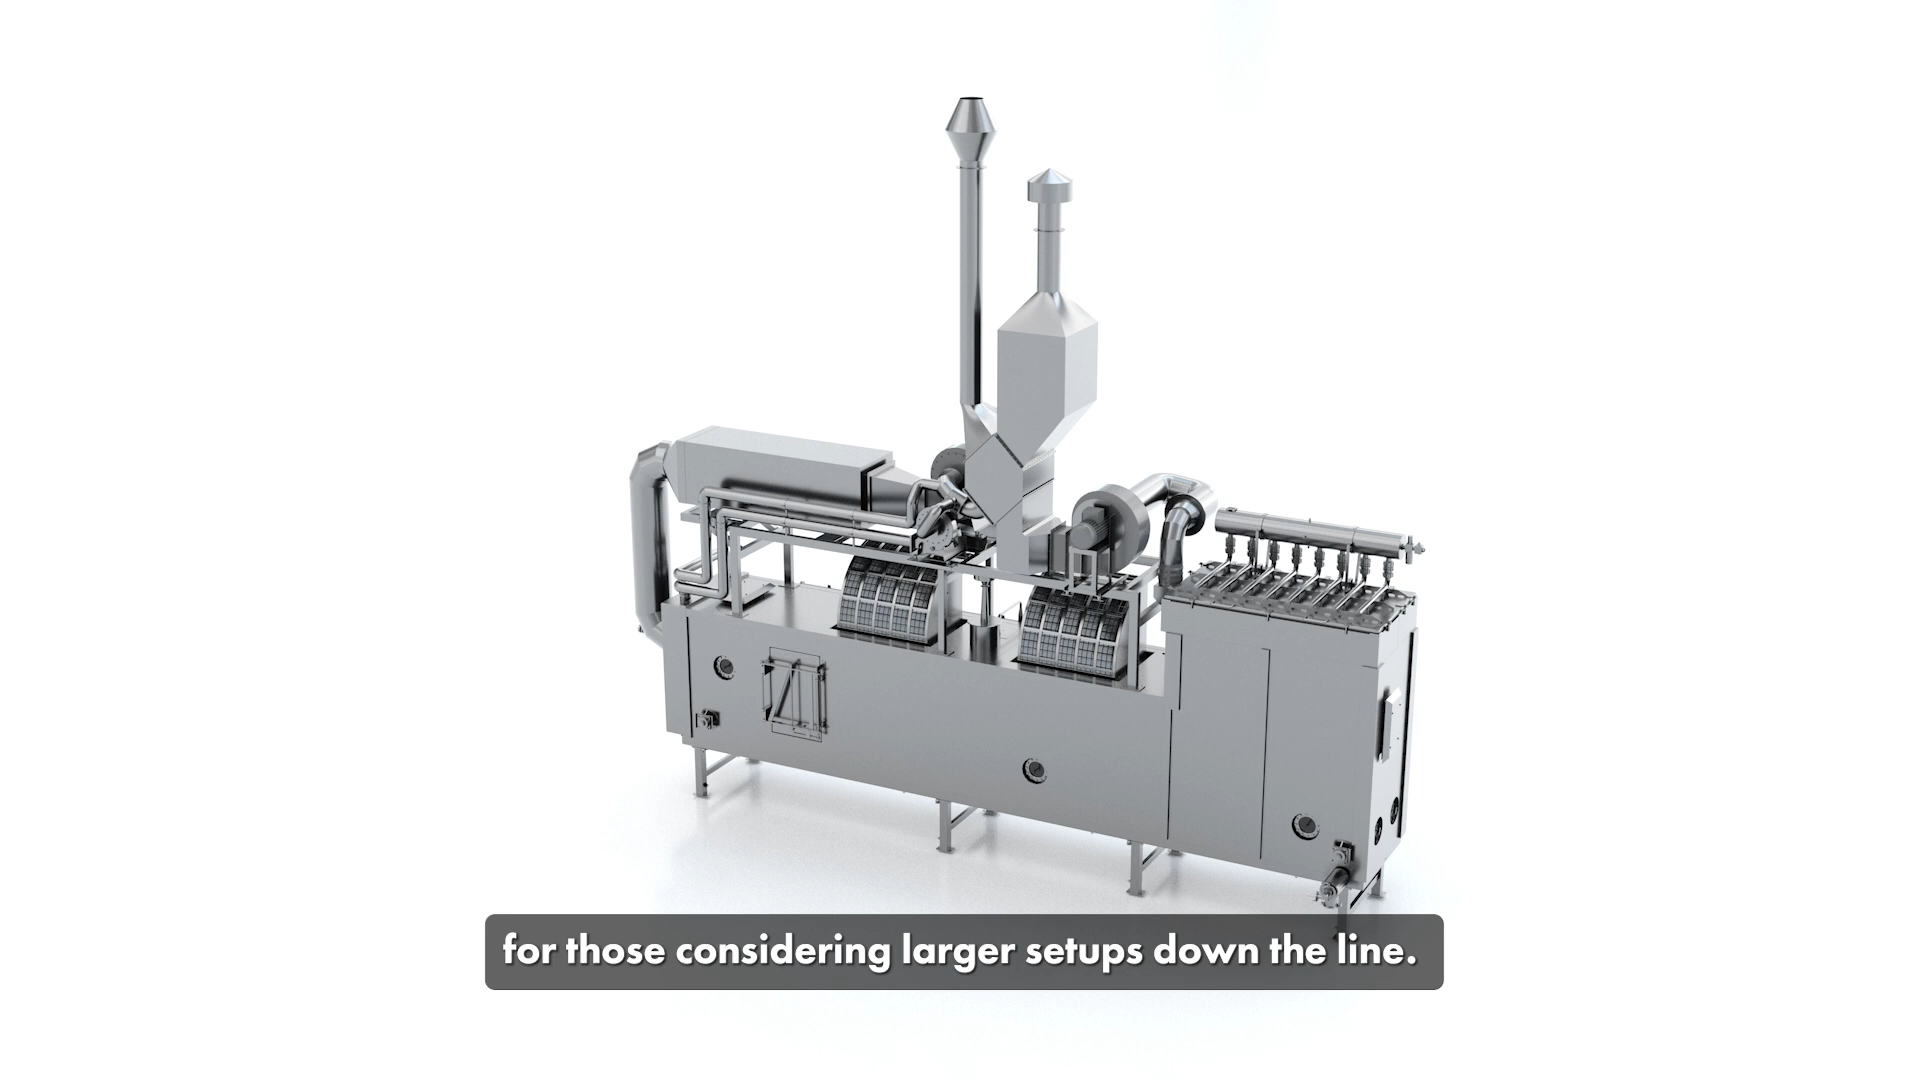 for those considering larger setups down the line.